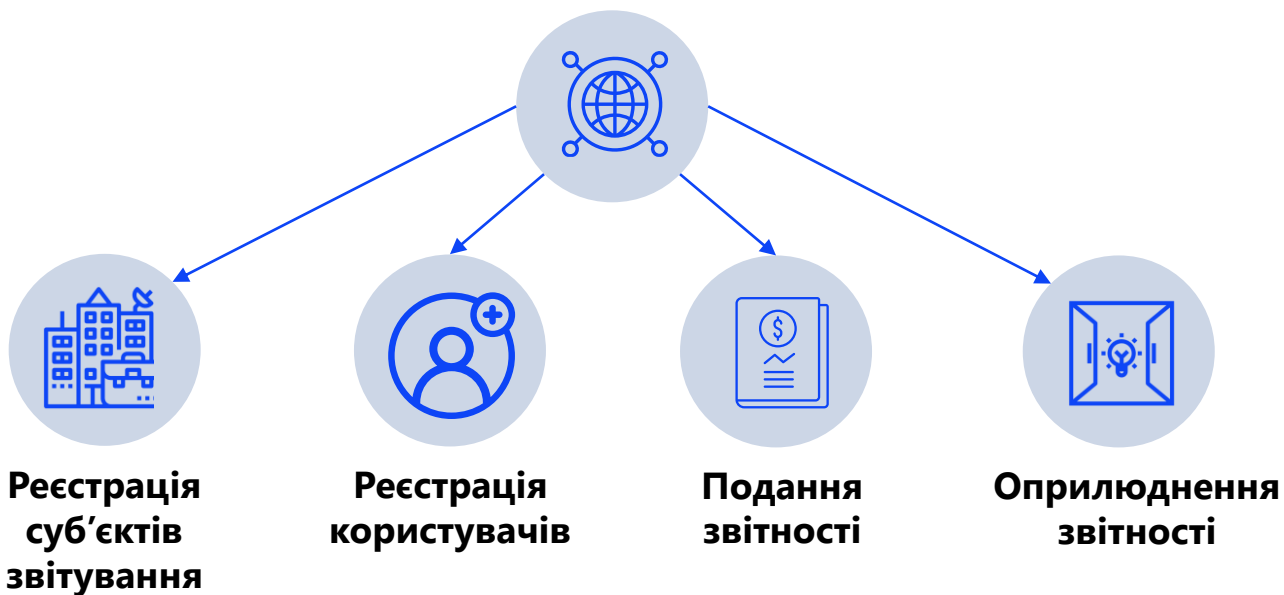 Реєстрація
суб’єктів
звітування
Реєстрація
користувачів
Подання
звітності
Оприлюднення
звітності